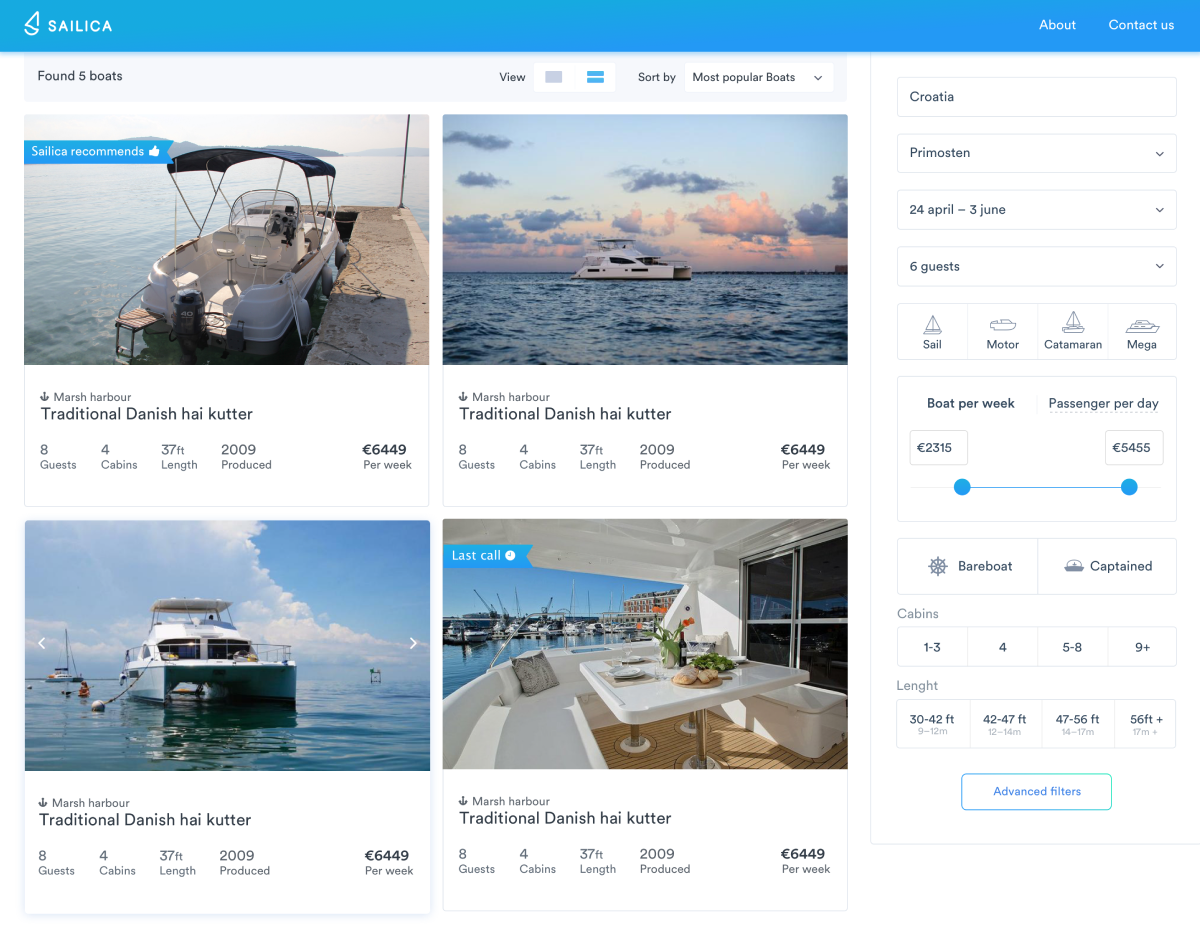 SAILICA
About
Contact us
Found 5 boats
View
Sort by
Most popular Boats
Sailica recommends
40
Marsh harbour
Traditional Danish hai kutter
8
4
37ft
2009
€6449
Guests
Cabins
Length
Produced
Per week
Marsh harbour
Traditional Danish hai kutter
8
4
37ft
2009
€6449
Guests
Cabins
Length
Produced
Per week
Marsh harbour
Traditional Danish hai kutter
8
4
37ft
2009
€6449
Guests
Cabins
Length
Produced
Per week
Last call
Marsh harbour
Traditional Danish hai kutter
8
4
37ft
2009
€6449
Guests
Cabins
Length
Produced
Per week
Croatia
Primosten
24 april – 3 june
6 guests
Sail
Motor
Catamaran
Mega
Boat per week
Passenger per day
€2315
€5455
Bareboat
Captained
Cabins
1-3
4
5-8
9+
Lenght
30-42 ft
42-47 ft
47-56 ft
56ft +
9–12m
12–14m
14–17m
17m +
Advanced filters